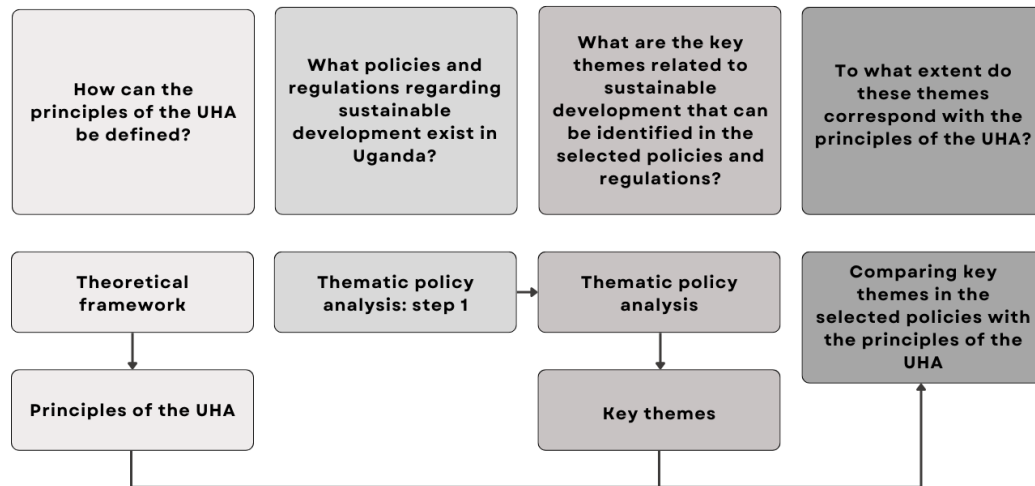 How can the
principles of the UHA
be defined?
What policies and
regulations regarding
sustainable
development exist in
Uganda?
What are the key
themes related to
sustainable
development that can
be identified in the
selected policies and
regulations?
To what extent do
these themes
correspond with the
principles of the UHA?
Theoretical
framework
Thematic policy
analysis: step 1
Thematic policy
analysis
Comparing key
themes in the
selected policies with
the principles of the
UHA
Principles of the UHA
Key themes